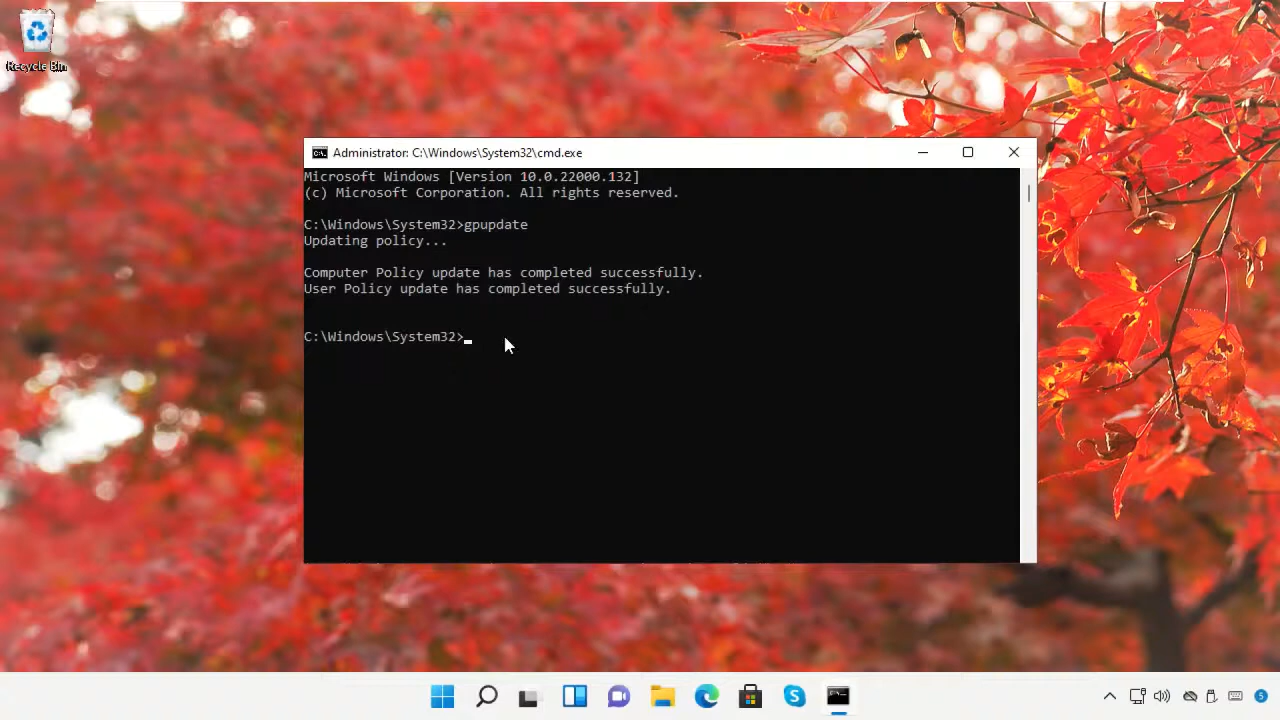 Recycle Bin
Administrator: C:\Windows\System32\cmd.exe
Microsoft Windows [Version 10.0.22000.132]
(c) Microsoft Corporation. All rights reserved.
C:\Windows\System32>gpupdate
Updating policy...
Computer Policy update has completed successfully.
User Policy update has completed successfully.
C:\Windows\System32>
5